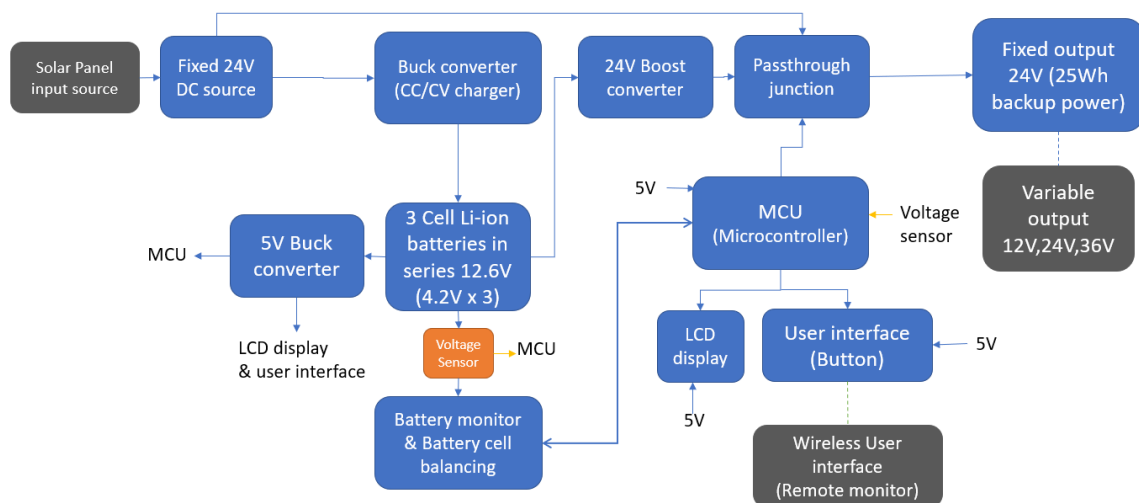 Solar Panel
input source
Fixed 24V
DC source
Buck converter
(CC/CV charger)
24V Boost
converter
Passthrough
junction
Fixed output
24V (25Wh
backup power)
5V
MCU
(Microcontroller)
Voltage
sensor
Variable
output
12V,24V,36V
MCU
5V Buck
converter
3 Cell Li-ion
batteries in
series 12.6V
(4.2V x 3)
LCD display
& user interface
Voltage
Sensor
MCU
LCD
display
User interface
(Button)
5V
5V
Battery monitor
& Battery cell
balancing
Wireless User
interface
(Remote monitor)